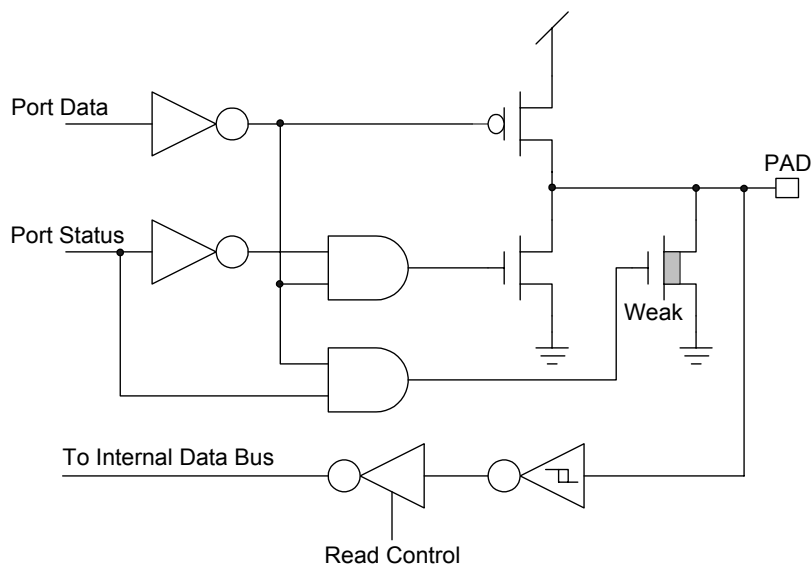 Port Data
PAD
Port Status
Weak
To Internal Data Bus
Read Control